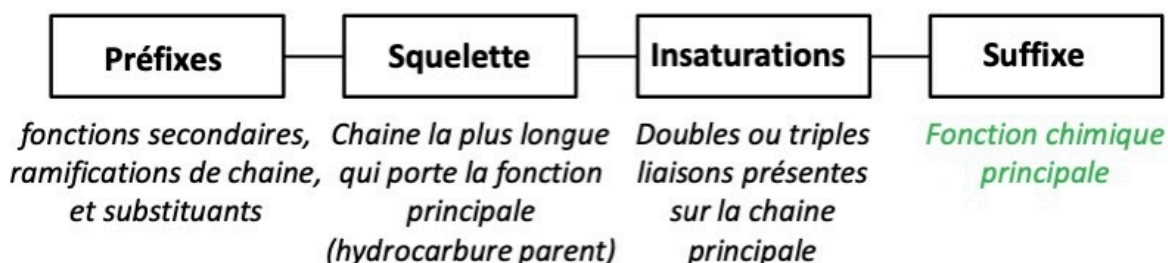 Préfixes
Squelette
Insaturations
Suffixe
fonctions secondaires,
ramifications de chaine,
et substituants
Chaine la plus longue
qui porte la fonction
principale
(hydrocarbure parent)
Doubles ou triples
liaisons présentes
sur la chaine
principale
Fonction chimique
principale